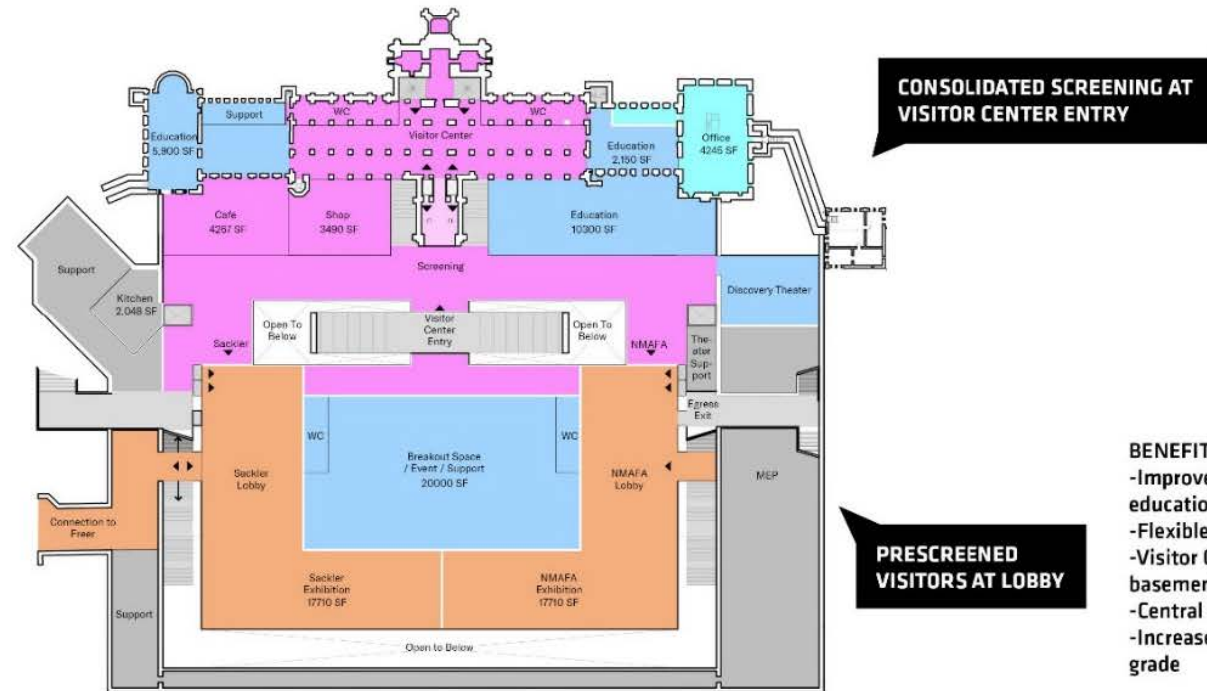 CONSOLIDATED SCREENING AT
VISITOR CENTER ENTRY
WC
WC
Support
Visitor Center
Education
5,900 SF
Education
2,150 SF
Office
4245 SF
Cafe
4267 SF
Shop
3490 SF
Education
10300 SF
Screening
Support
Kitchen
2,048 SF
Discovery Theater
Open To
Below
Visitor
Center
Entry
Open To
Below
Sackler
NMAFA
The-
ater
Sup-
port
Egress
Exit
WC
WC
Breakout Space
/ Event / Support
20000 SF
Sackler
Lobby
NMAFA
Lobby
MEP
Connection to
Freer
Sackler
Exhibition
17710 SF
NMAFA
Exhibition
17710 SF
Support
Open to Below
PRESCREENED
VISITORS AT LOBBY
BENEFIT
-Improve
educatio
-Flexible
-Visitor
basemen
-Central
-Increase
grade